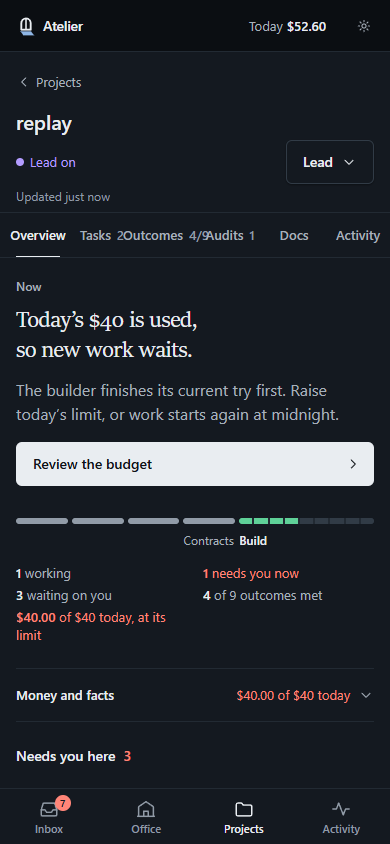 Atelier
Today $52.60
Projects
replay
Lead on
Lead
Updated just now
Overview Tasks 2 Outcomes 4/9 Audits 1 Docs Activity
Now
Today's $40 is used,
so new work waits.
The builder finishes its current try first. Raise
today's limit, or work starts again at midnight.
Review the budget
Contracts Build
1 working
1 needs you now
3 waiting on you
4 of 9 outcomes met
$40.00 of $40 today, at its
limit
Money and facts
$40.00 of $40 today
Needs you here 3
7
Inbox Office Projects Activity